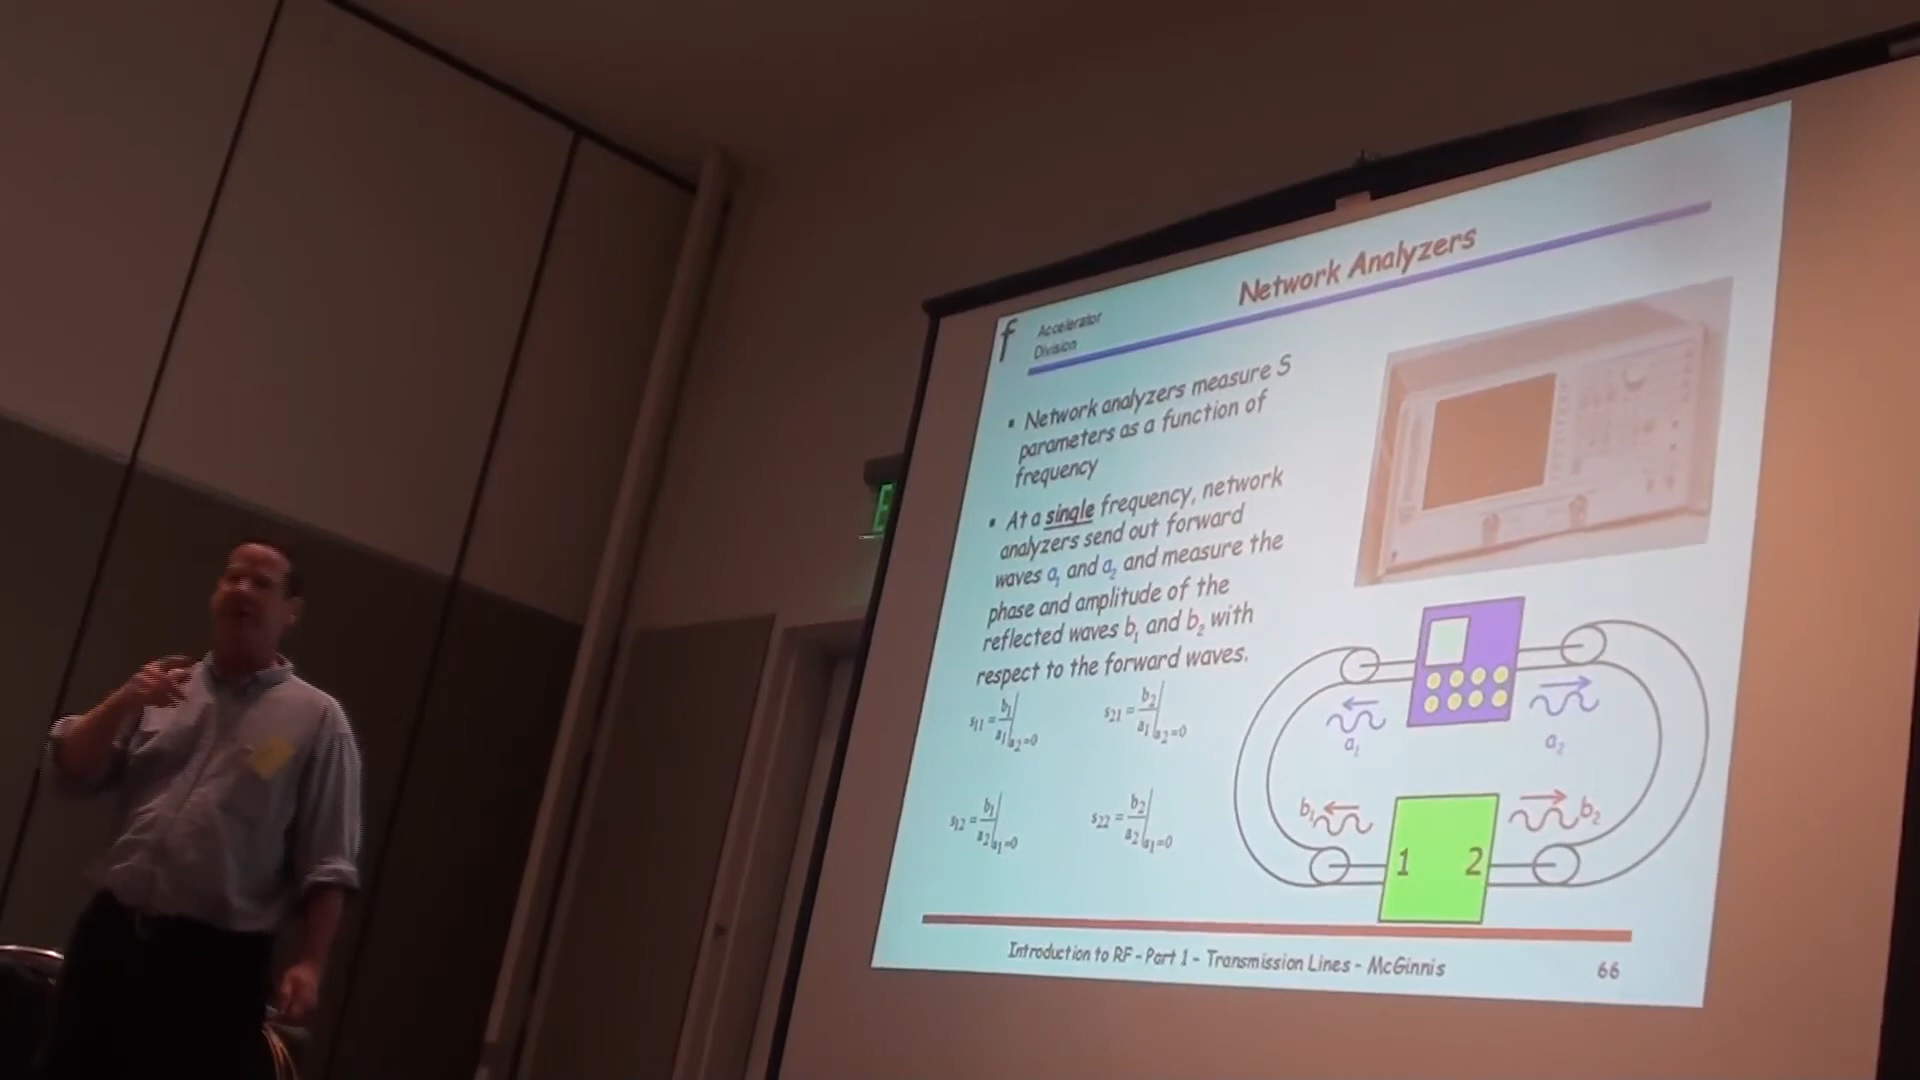 Network Analyzers
f Accelerator
Division
▪ Network analyzers measure S
parameters as a function of
frequency
▪ At a single frequency, network
analyzers send out forward
waves a₁ and a₂ and measure the
phase and amplitude of the
reflected waves b₁ and b₂ with
respect to the forward waves.
s₁₁ = b₁/a₁|a₂=0
s₂₁ = b₂/a₁|a₂=0
s₁₂ = b₁/a₂|a₁=0
s₂₂ = b₂/a₂|a₁=0
a₁ a₂
b₁ b₂
1 2
Introduction to RF - Part 1 - Transmission Lines - McGinnis 66